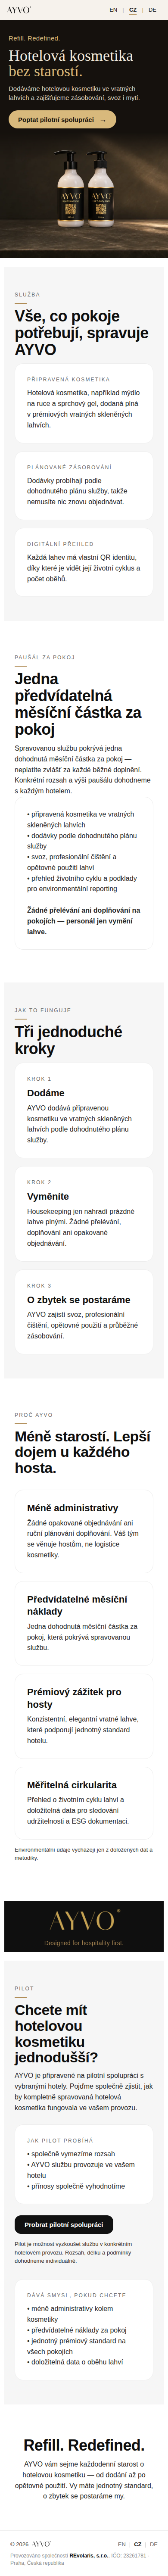 AYVO
EN | CZ | DE
Refill. Redefined.
Hotelová kosmetika
bez starostí.
Dodáváme hotelovou kosmetiku ve vratných
lahvích a zajišťujeme zásobování, svoz i mytí.
Poptat pilotní spolupráci →
SLUŽBA
Vše, co pokoje
potřebují, spravuje
AYVO
PŘIPRAVENÁ KOSMETIKA
Hotelová kosmetika, například mýdlo
na ruce a sprchový gel, dodaná plná
v prémiových vratných skleněných
lahvích.
PLÁNOVANÉ ZÁSOBOVÁNÍ
Dodávky probíhají podle
dohodnutého plánu služby, takže
nemusíte nic znovu objednávat.
DIGITÁLNÍ PŘEHLED
Každá lahev má vlastní QR identitu,
díky které je vidět její životní cyklus a
počet oběhů.
PAUŠÁL ZA POKOJ
Jedna
předvídatelná
měsíční částka za
pokoj
Spravovanou službu pokrývá jedna
dohodnutá měsíční částka za pokoj —
neplatíte zvlášť za každé běžné doplnění.
Konkrétní rozsah a výši paušálu dohodneme
s každým hotelem.
• připravená kosmetika ve vratných
skleněných lahvích
• dodávky podle dohodnutého plánu
služby
• svoz, profesionální čištění a
opětovné použití lahví
• přehled životního cyklu a podklady
pro environmentální reporting
Žádné přelévání ani doplňování na
pokojích — personál jen vymění
lahve.
JAK TO FUNGUJE
Tři jednoduché
kroky
KROK 1
Dodáme
AYVO dodává připravenou
kosmetiku ve vratných skleněných
lahvích podle dohodnutého plánu
služby.
KROK 2
Vyměníte
Housekeeping jen nahradí prázdné
lahve plnými. Žádné přelévání,
doplňování ani opakované
objednávání.
KROK 3
O zbytek se postaráme
AYVO zajistí svoz, profesionální
čištění, opětovné použití a průběžné
zásobování.
PROČ AYVO
Méně starostí. Lepší
dojem u každého
hosta.
Méně administrativy
Žádné opakované objednávání ani
ruční plánování doplňování. Váš tým
se věnuje hostům, ne logistice
kosmetiky.
Předvídatelné měsíční
náklady
Jedna dohodnutá měsíční částka za
pokoj, která pokrývá spravovanou
službu.
Prémiový zážitek pro
hosty
Konzistentní, elegantní vratné lahve,
které podporují jednotný standard
hotelu.
Měřitelná cirkularita
Přehled o životním cyklu lahví a
doložitelná data pro sledování
udržitelnosti a ESG dokumentaci.
Environmentální údaje vycházejí jen z doložených dat a
metodiky.
AYVO
Designed for hospitality first.
PILOT
Chcete mít
hotelovou
kosmetiku
jednodušší?
AYVO je připravené na pilotní spolupráci s
vybranými hotely. Pojďme společně zjistit, jak
by kompletně spravovaná hotelová
kosmetika fungovala ve vašem provozu.
JAK PILOT PROBÍHÁ
• společně vymezíme rozsah
• AYVO službu provozuje ve vašem
hotelu
• přínosy společně vyhodnotíme
Probrat pilotní spolupráci
Pilot je možnost vyzkoušet službu v konkrétním
hotelovém provozu. Rozsah, délku a podmínky
dohodneme individuálně.
DÁVÁ SMYSL, POKUD CHCETE
• méně administrativy kolem
kosmetiky
• předvídatelné náklady za pokoj
• jednotný prémiový standard na
všech pokojích
• doložitelná data o oběhu lahví
Refill. Redefined.
AYVO vám sejme každodenní starost o
hotelovou kosmetiku — od dodání až po
opětovné použití. Vy máte jednotný standard,
o zbytek se postaráme my.
© 2026 AYVO
EN | CZ | DE
Provozováno společností REvolaris, s.r.o., IČO: 23261781
Praha, Česká republika